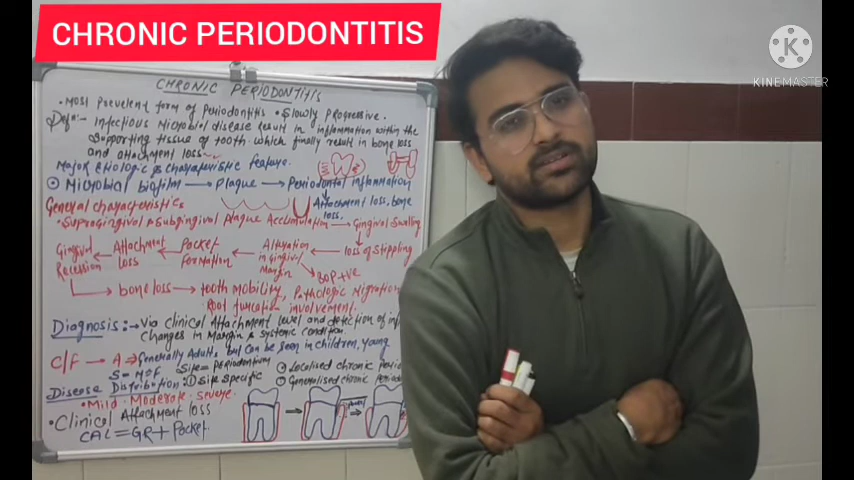 CHRONIC PERIODONTITIS
K
KINEMASTER
CHRONIC PERIODONTITIS
• Most prevelent form of Periodontitis • Slowly Progressive.
Defn:- Infectious Microbial disease result in inflammation within the
Supporting tissue of tooth which finally result in bone loss
and attachment loss
Major Etiologic & Characteristic feature.
Microbial biofilm → Plaque → Periodontal inflammation
Attachment loss, bone
loss.
General characteristics
• Supragingival & Subgingival Plaque Accumulation → Gingival Swelling
Gingival Recession ← Attachment loss ← Pocket formation ← Alteration in Gingival Margin ← loss of Stippling
BOP +ve
→ bone loss → tooth mobility, Pathologic Migration
Root furcation involvement.
Diagnosis:→ Via Clinical Attachment level and detection of inf
Changes in Margin & Systemic condition.
C/F → A ⇒ Generally Adults but can be seen in children, young
S = M=F Site = Periodontium
Localised chronic perio
Disease Distribution: Site Specific
Generalised chronic perio
• Mild • Moderate • Severe
• Clinical Attachment loss
CAL = GR + Pocket.